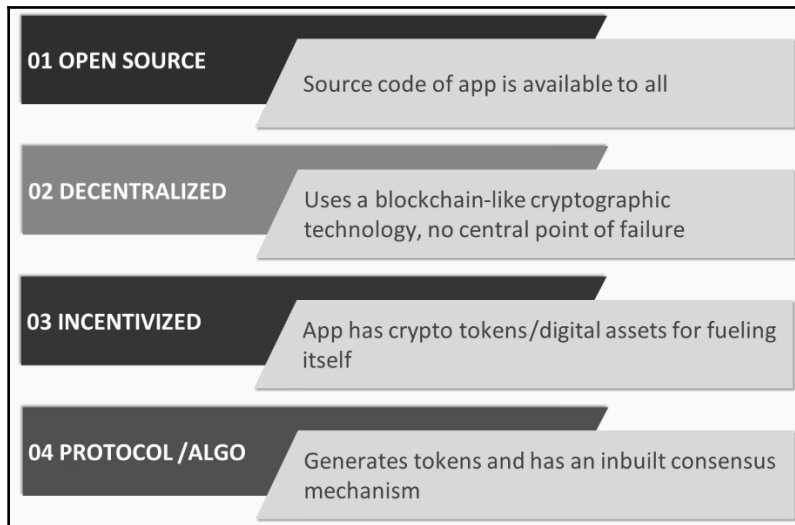 01 OPEN SOURCE
Source code of app is available to all
02 DECENTRALIZED
Uses a blockchain-like cryptographic
technology, no central point of failure
03 INCENTIVIZED
App has crypto tokens/digital assets for fueling
itself
04 PROTOCOL /ALGO
Generates tokens and has an inbuilt consensus
mechanism